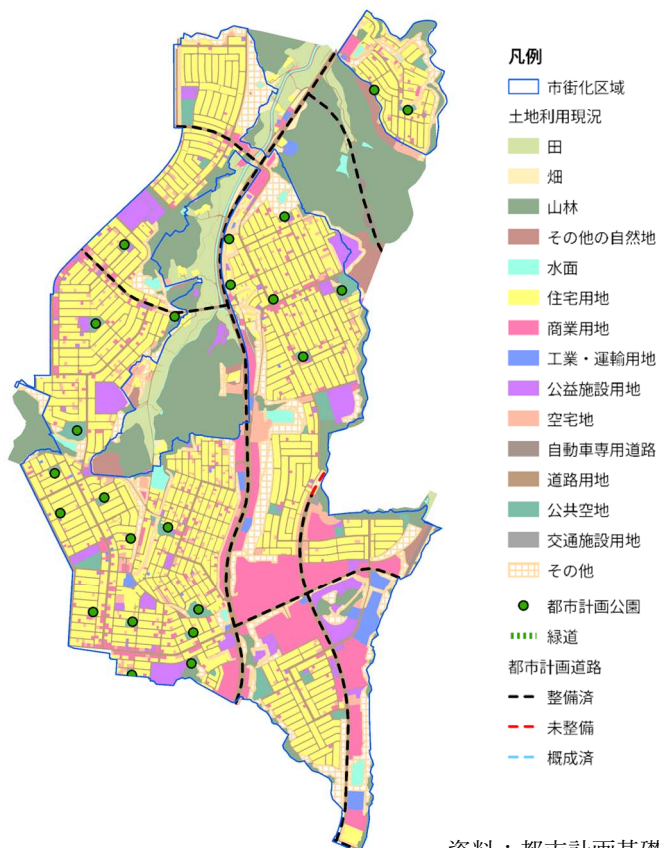 凡例
市街化区域
土地利用現況
田
畑
山林
その他の自然地
水面
住宅用地
商業用地
工業・運輸用地
公益施設用地
空宅地
自動車専用道路
道路用地
公共空地
交通施設用地
その他
都市計画公園
緑道
都市計画道路
整備済
未整備
概成済
資料：都市計画基礎